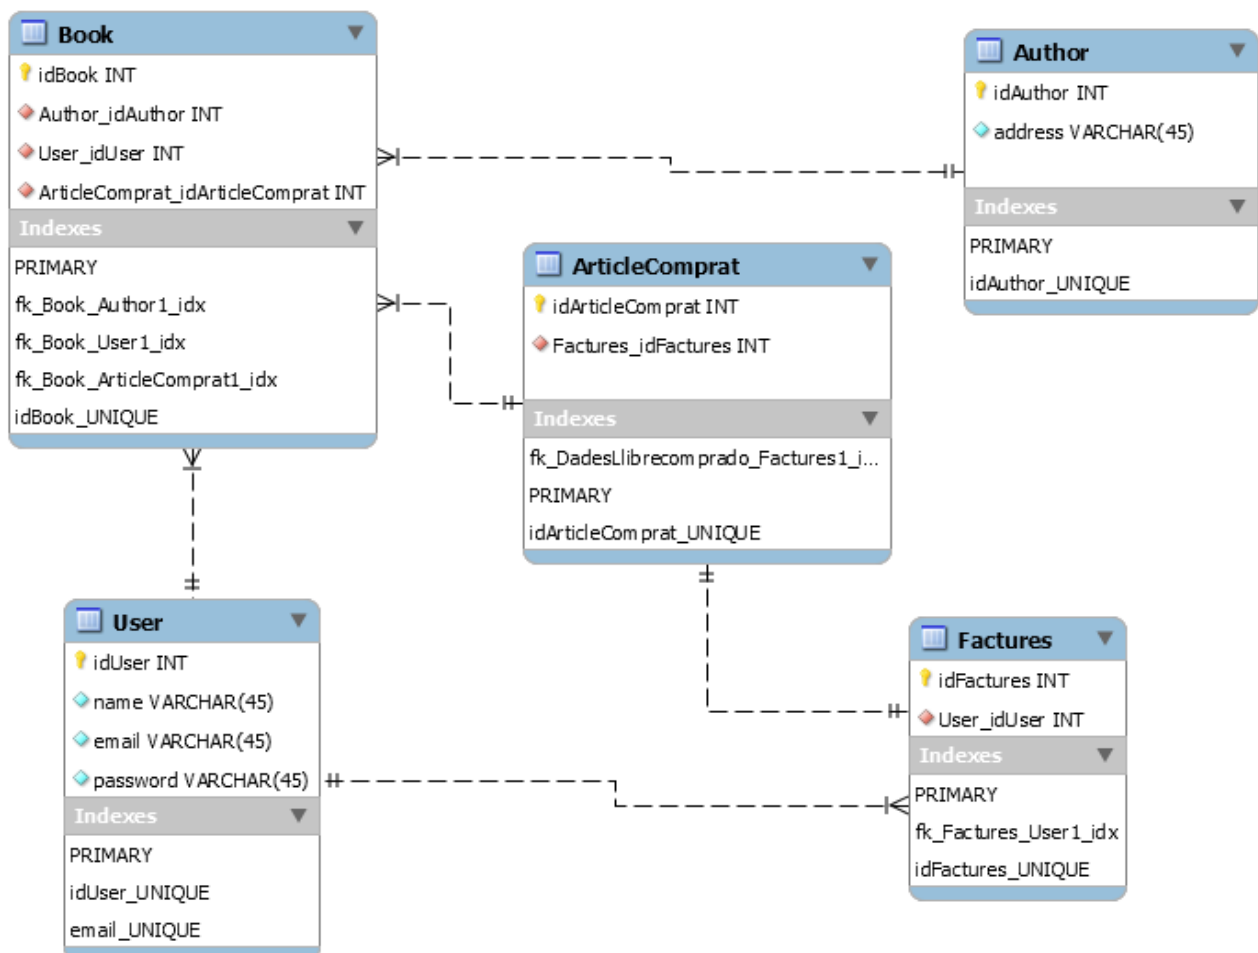 Book
idBook INT
Author_idAuthor INT
User_idUser INT
ArticleComprat_idArticleComprat INT
Indexes
PRIMARY
fk_Book_Author1_idx
fk_Book_User1_idx
fk_Book_ArticleComprat1_idx
idBook_UNIQUE
Author
idAuthor INT
address VARCHAR(45)
Indexes
PRIMARY
idAuthor_UNIQUE
ArticleComprat
idArticleComprat INT
Factures_idFactures INT
Indexes
fk_DadesLlibrecomprado_Factures1_i...
PRIMARY
idArticleComprat_UNIQUE
User
idUser INT
name VARCHAR(45)
email VARCHAR(45)
password VARCHAR(45)
Indexes
PRIMARY
idUser_UNIQUE
email_UNIQUE
Factures
idFactures INT
User_idUser INT
Indexes
PRIMARY
fk_Factures_User1_idx
idFactures_UNIQUE